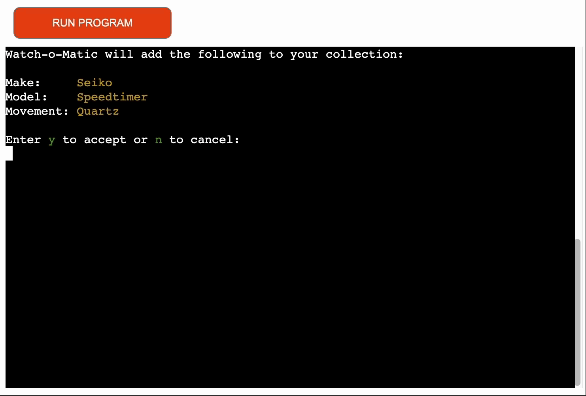 RUN PROGRAM
Watch-o-Matic will add the following to your collection:
Make: Seiko
Model: Speedtimer
Movement: Quartz
Enter y to accept or n to cancel: